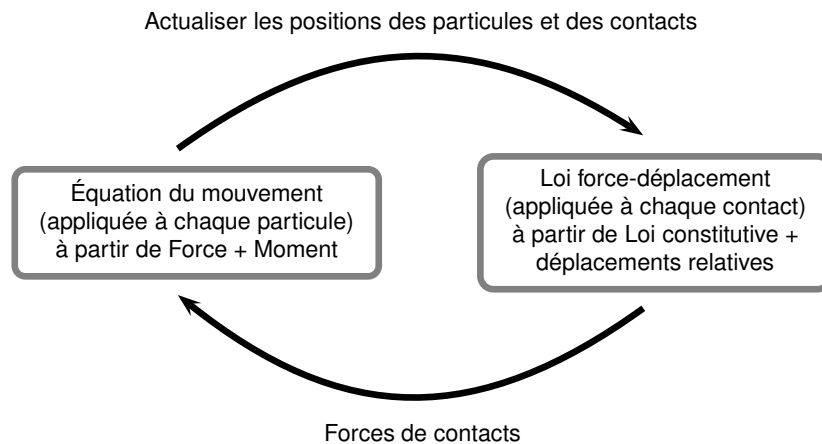 Actualiser les positions des particules et des contacts
Équation du mouvement
(appliquée à chaque particule)
à partir de Force + Moment
Loi force-déplacement
(appliquée à chaque contact)
à partir de Loi constitutive +
déplacements relatives
Forces de contacts